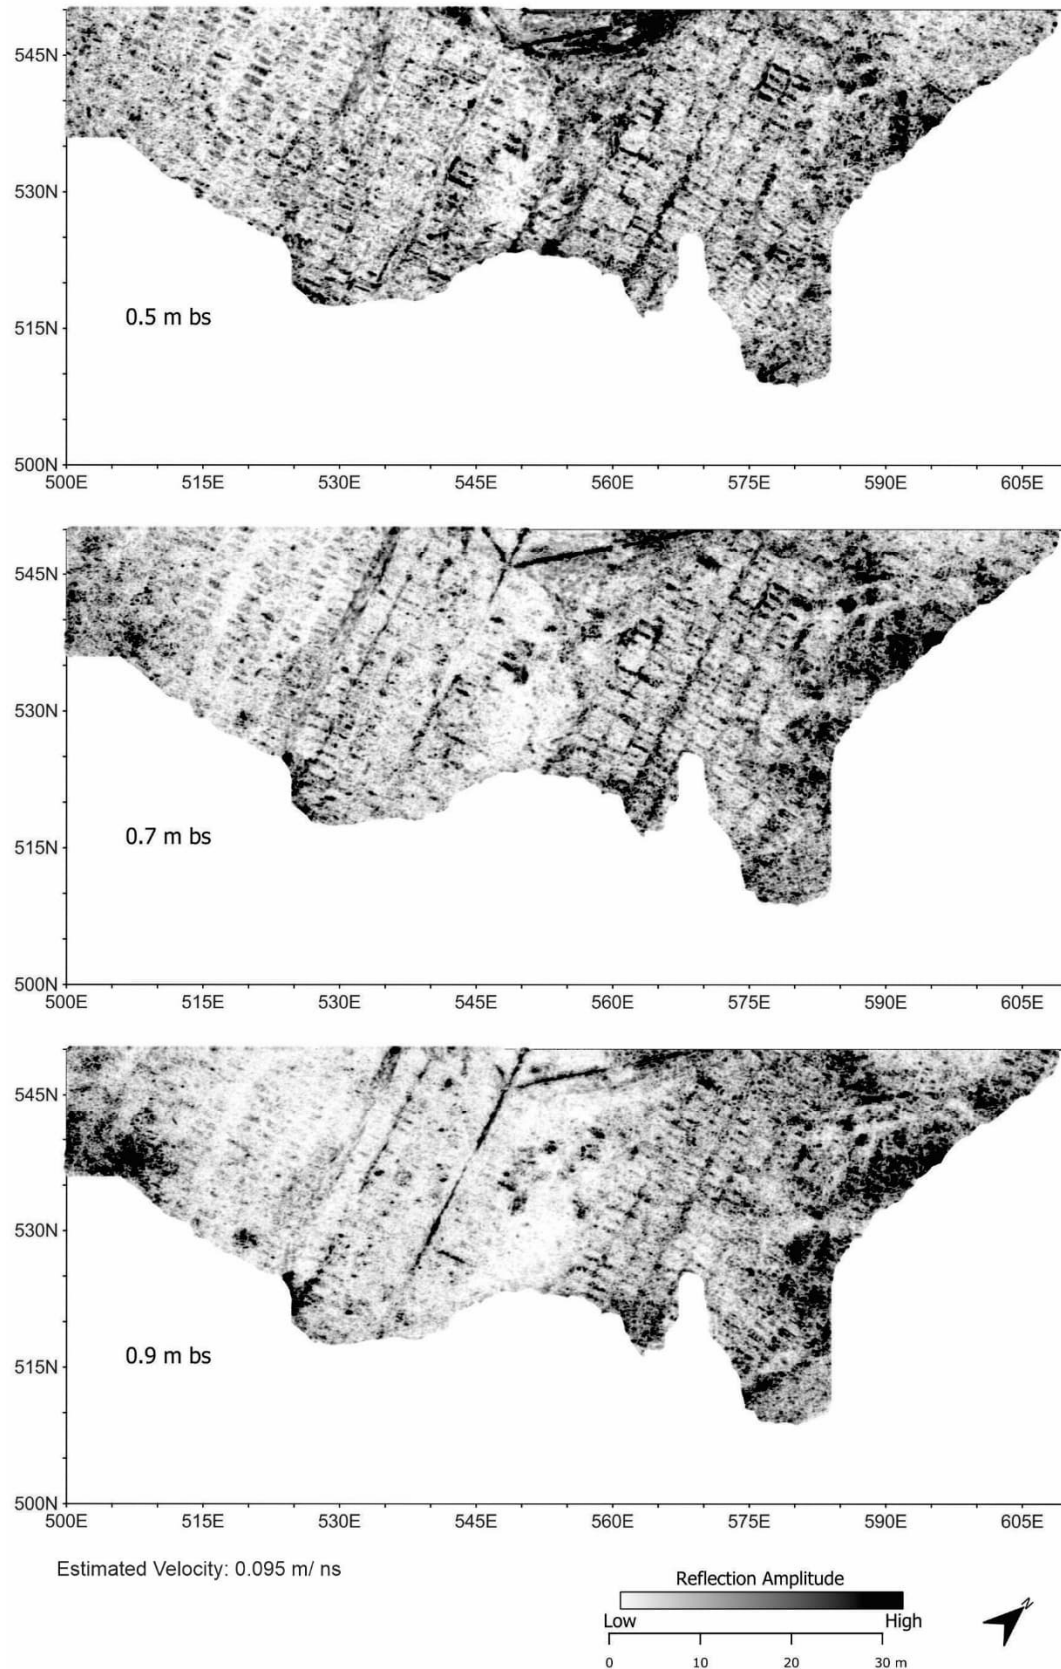 545N
530N
0.5 m bs
515N
500N
500E 515E 530E 545E 560E 575E 590E 605E
545N
530N
0.7 m bs
515N
500N
500E 515E 530E 545E 560E 575E 590E 605E
545N
530N
0.9 m bs
515N
500N
500E 515E 530E 545E 560E 575E 590E 605E
Estimated Velocity: 0.095 m/ ns
Reflection Amplitude
Low High
0 10 20 30 m
N